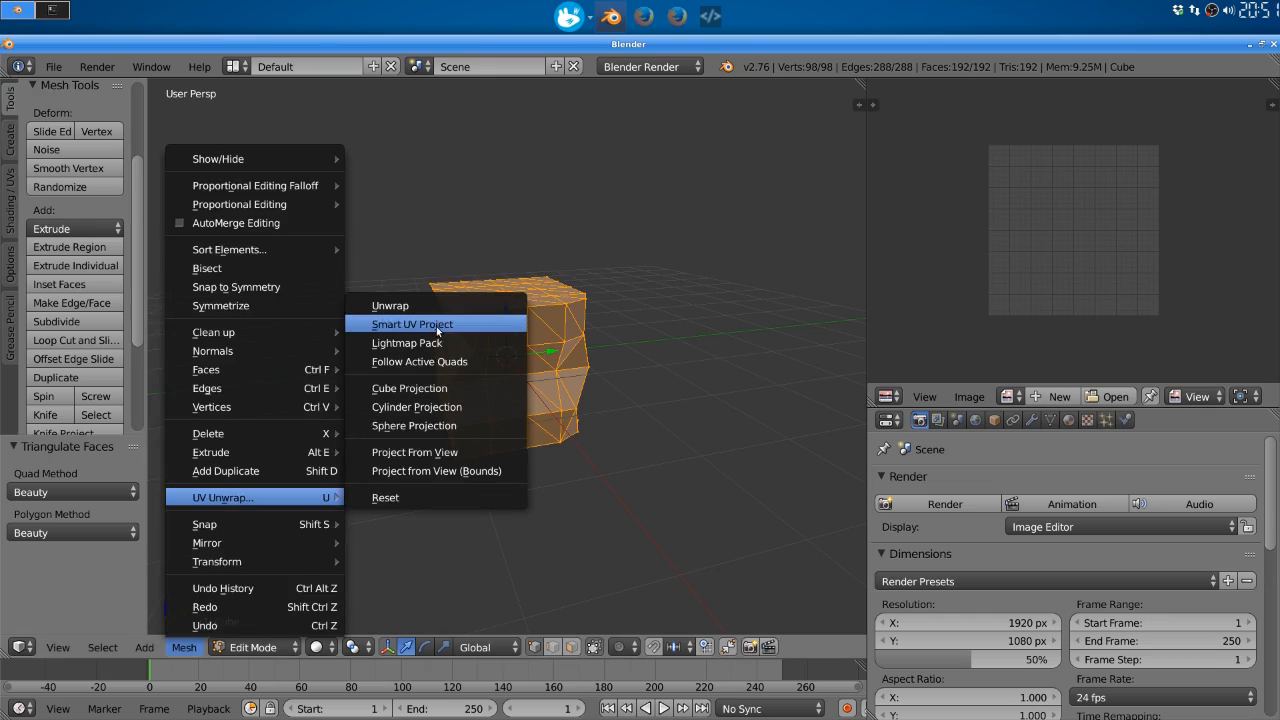 20:51
Blender
File Render Window Help Default Scene Blender Render v2.76 | Verts:98/98 | Edges:288/288 | Faces:192/192 | Tris:192 | Mem:9.25M | Cube
Tools
Create
Shading / UVs
Options
Grease Pencil
Mesh Tools
Deform:
Slide Ed Vertex
Noise
Smooth Vertex
Randomize
Add:
Extrude
Extrude Region
Extrude Individual
Inset Faces
Make Edge/Face
Subdivide
Loop Cut and Sli...
Offset Edge Slide
Duplicate
Spin Screw
Knife Select
Knife Project
Triangulate Faces
Quad Method
Beauty
Polygon Method
Beauty
User Persp
Show/Hide
Proportional Editing Falloff
Proportional Editing
AutoMerge Editing
Sort Elements...
Bisect
Snap to Symmetry
Symmetrize
Clean up
Normals
Faces Ctrl F
Edges Ctrl E
Vertices Ctrl V
Delete X
Extrude Alt E
Add Duplicate Shift D
UV Unwrap... U
Snap Shift S
Mirror
Transform
Undo History Ctrl Alt Z
Redo Shift Ctrl Z
Undo Ctrl Z
Unwrap
Smart UV Project
Lightmap Pack
Follow Active Quads
Cube Projection
Cylinder Projection
Sphere Projection
Project From View
Project from View (Bounds)
Reset
View Select Add Mesh Edit Mode Global
View Image New Open View
Scene
Render
Render Animation Audio
Display: Image Editor
Dimensions
Render Presets
Resolution: Frame Range:
X: 1920 px Start Frame: 1
Y: 1080 px End Frame: 250
50% Frame Step: 1
Aspect Ratio: Frame Rate:
X: 1.000 24 fps
Y: 1.000 Time Remapping:
-40 -20 0 20 40 60 80 100 120 140 160 180 200 220 240 260
View Marker Frame Playback Start: 1 End: 250 1 No Sync